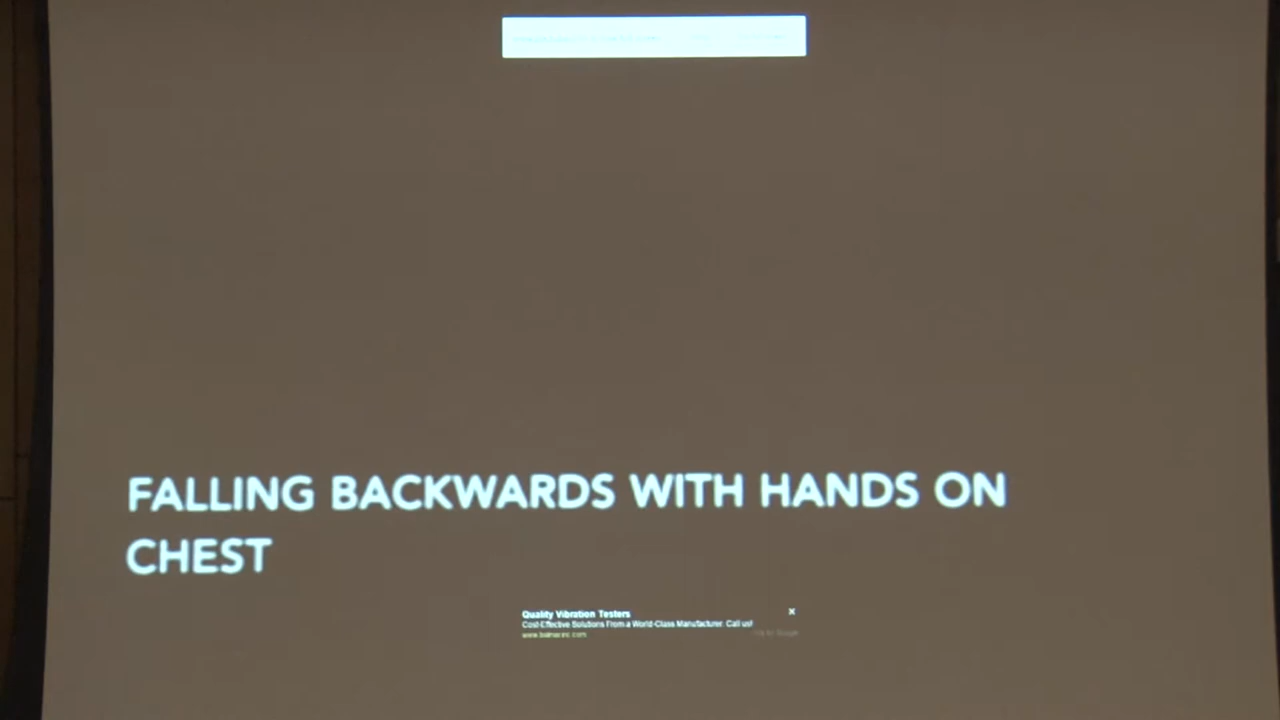 FALLING BACKWARDS WITH HANDS ON
CHEST
Quality Vibration Testers
Cost-Effective Solutions From a World-Class Manufacturer. Call us!